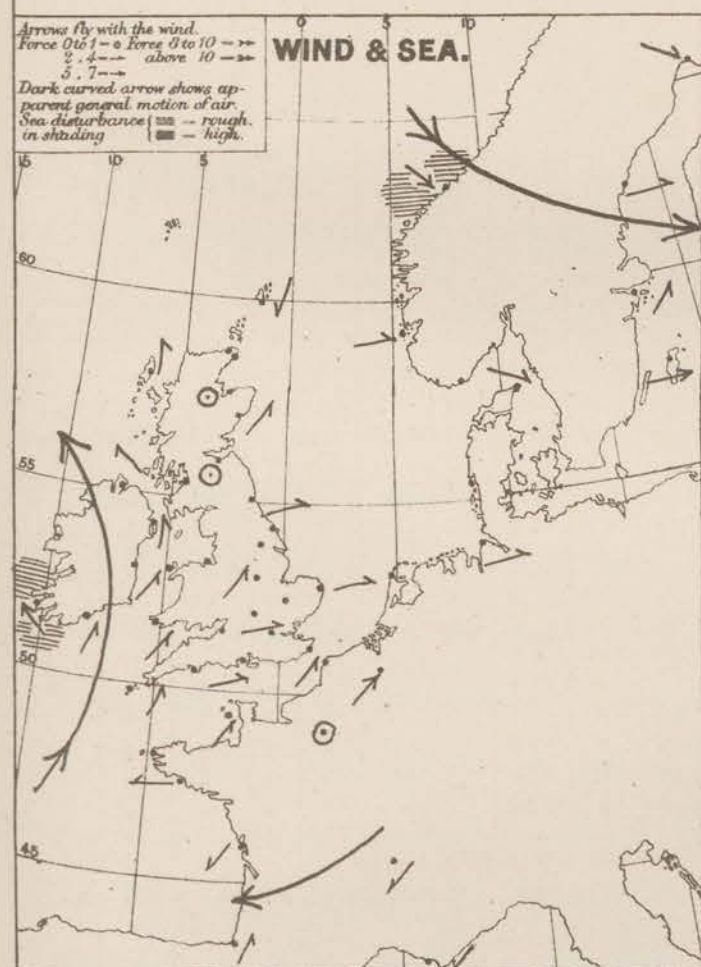 Arrows fly with the wind.
Force 0 to 1 – o Force 8 to 10 –
2 . 4 – above 10 –
5 . 7 –
Dark curved arrow shows ap-
parent general motion of air.
Sea disturbance { – rough.
in shading { – high.
WIND & SEA.
15 10 5
5 10
60
55
50
45